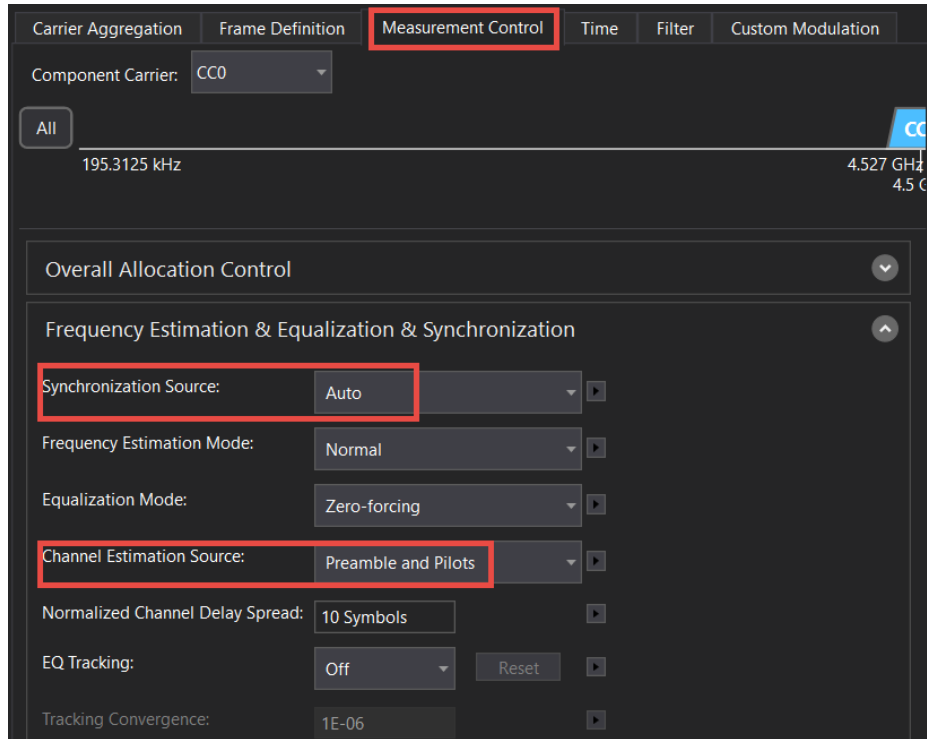 Carrier Aggregation Frame Definition Measurement Control Time Filter Custom Modulation
Component Carrier: CC0
All
CC
195.3125 kHz 4.527 GHz
4.5 G
Overall Allocation Control
Frequency Estimation & Equalization & Synchronization
Synchronization Source: Auto
Frequency Estimation Mode: Normal
Equalization Mode: Zero-forcing
Channel Estimation Source: Preamble and Pilots
Normalized Channel Delay Spread: 10 Symbols
EQ Tracking: Off Reset
Tracking Convergence: 1E-06